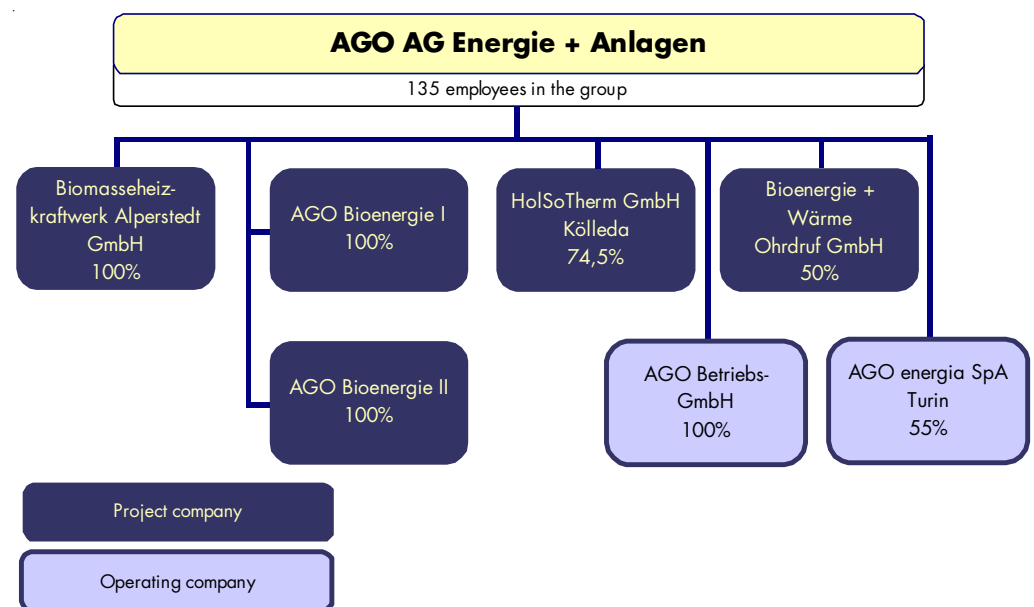 AGO AG Energie + Anlagen
135 employees in the group
Biomasseheiz-
kraftwerk Alperstedt
GmbH
100%
AGO Bioenergie I
100%
HolSoTherm GmbH
Kölleda
74,5%
Bioenergie +
Wärme
Ohrdruf GmbH
50%
AGO Bioenergie II
100%
AGO Betriebs-
GmbH
100%
AGO energia SpA
Turin
55%
Project company
Operating company